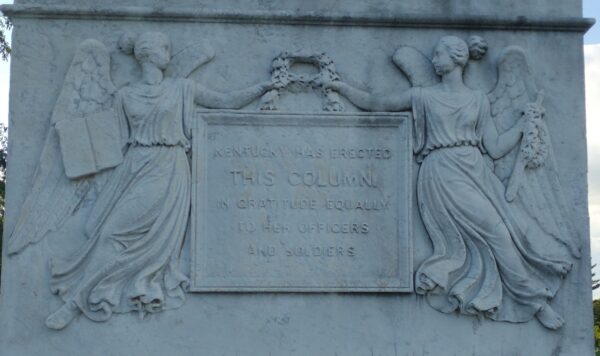 KENTUCKY HAS ERECTED
THIS COLUMN
IN GRATITUDE EQUALLY
TO HER OFFICERS
AND SOLDIERS